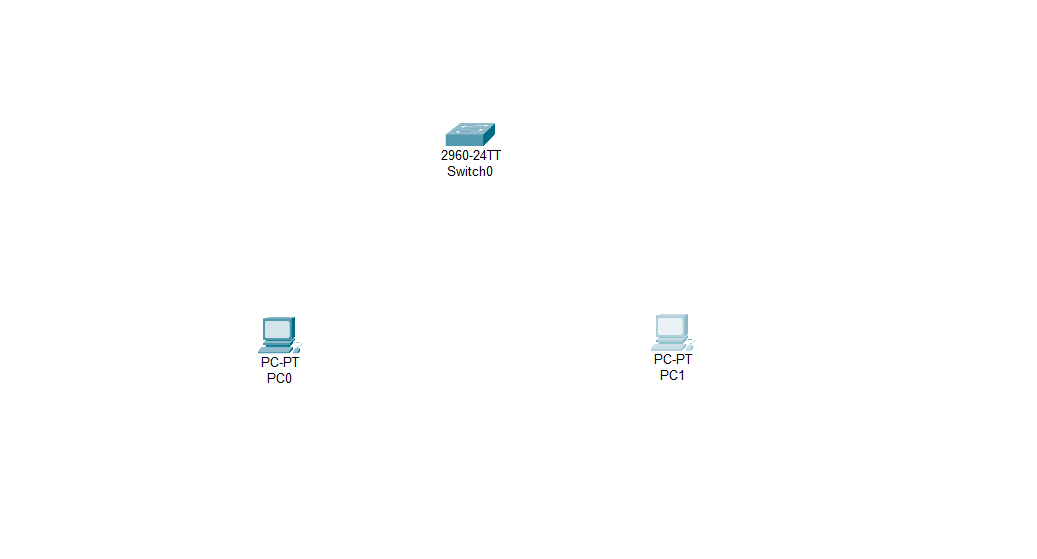 2960-24TT
Switch0
PC-PT
PC0
PC-PT
PC1